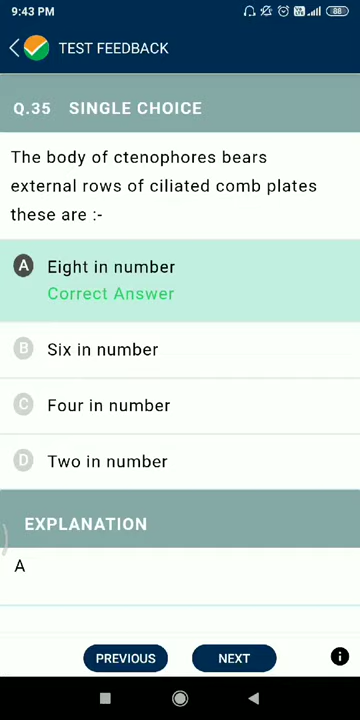 9:43 PM
88
TEST FEEDBACK
Q.35 SINGLE CHOICE
The body of ctenophores bears
external rows of ciliated comb plates
these are :-
A Eight in number
Correct Answer
B Six in number
C Four in number
D Two in number
EXPLANATION
A
PREVIOUS NEXT